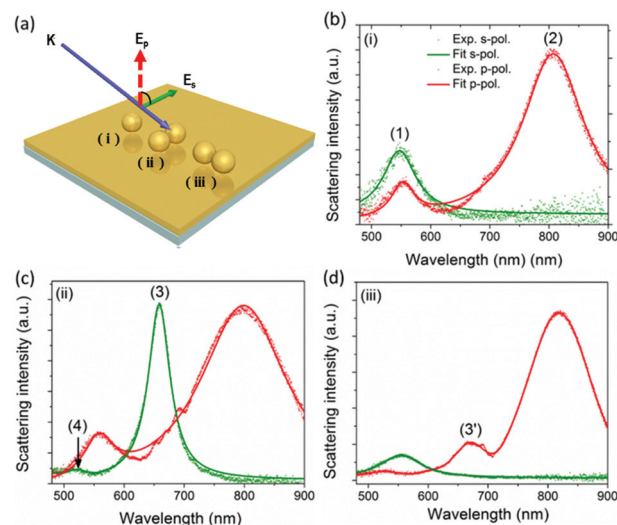 (a)
K
Ep
Es
(i)
(ii)
(iii)
(b)
(i)
(2)
Exp. s-pol.
Fit s-pol.
Exp. p-pol.
Fit p-pol.
(1)
Scattering intensity (a.u.)
500 600 700 800 900
Wavelength (nm) (nm)
(c)
(ii)
(3)
(4)
Scattering intensity (a.u.)
500 600 700 800 900
Wavelength (nm)
(d)
(iii)
(3')
Scattering intensity (a.u.)
500 600 700 800 900
Wavelength (nm)